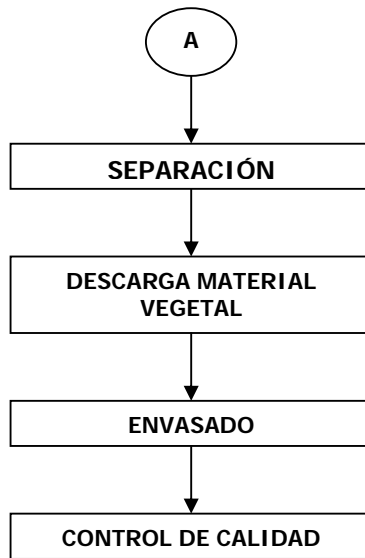 A
SEPARACIÓN
DESCARGA MATERIAL
VEGETAL
ENVASADO
CONTROL DE CALIDAD